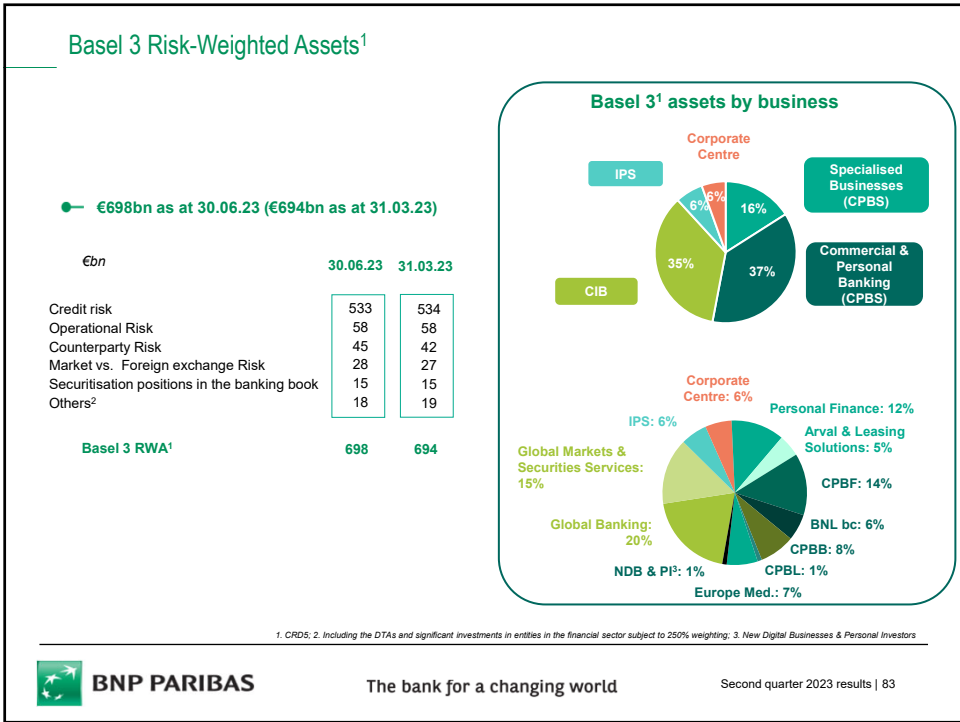 Basel 3 Risk-Weighted Assets¹
€698bn as at 30.06.23 (€694bn as at 31.03.23)
€bn 30.06.23 31.03.23
Credit risk 533 534
Operational Risk 58 58
Counterparty Risk 45 42
Market vs. Foreign exchange Risk 28 27
Securitisation positions in the banking book 15 15
Others² 18 19
Basel 3 RWA¹ 698 694
Basel 3¹ assets by business
Corporate
Centre
IPS
Specialised
Businesses
(CPBS)
6%
6%
16%
35%
37%
Commercial &
Personal
Banking
(CPBS)
CIB
Corporate
Centre: 6%
Personal Finance: 12%
IPS: 6%
Arval & Leasing
Solutions: 5%
Global Markets &
Securities Services:
15%
CPBF: 14%
Global Banking:
20%
BNL bc: 6%
CPBB: 8%
NDB & PI³: 1%
CPBL: 1%
Europe Med.: 7%
1. CRD5; 2. Including the DTAs and significant investments in entities in the financial sector subject to 250% weighting; 3. New Digital Businesses & Personal Investors
BNP PARIBAS
The bank for a changing world
Second quarter 2023 results | 83